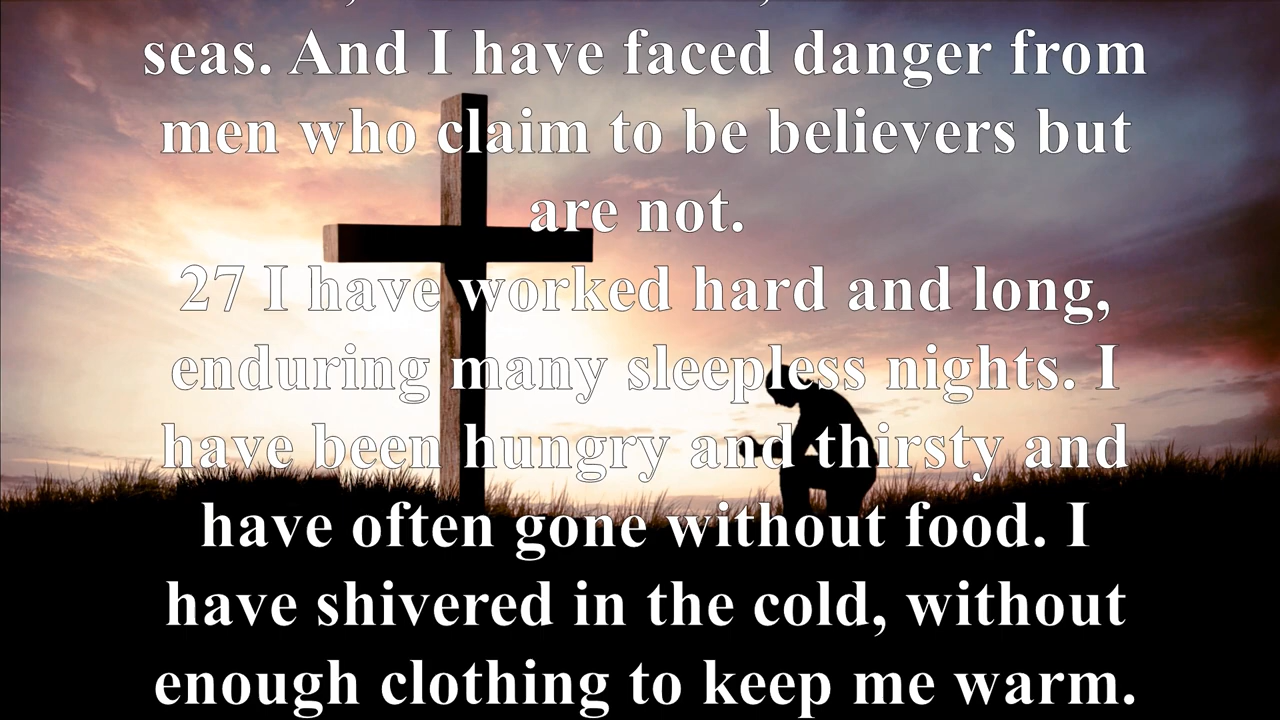 seas. And I have faced danger from
men who claim to be believers but
are not.
27 I have worked hard and long,
enduring many sleepless nights. I
have been hungry and thirsty and
have often gone without food. I
have shivered in the cold, without
enough clothing to keep me warm.